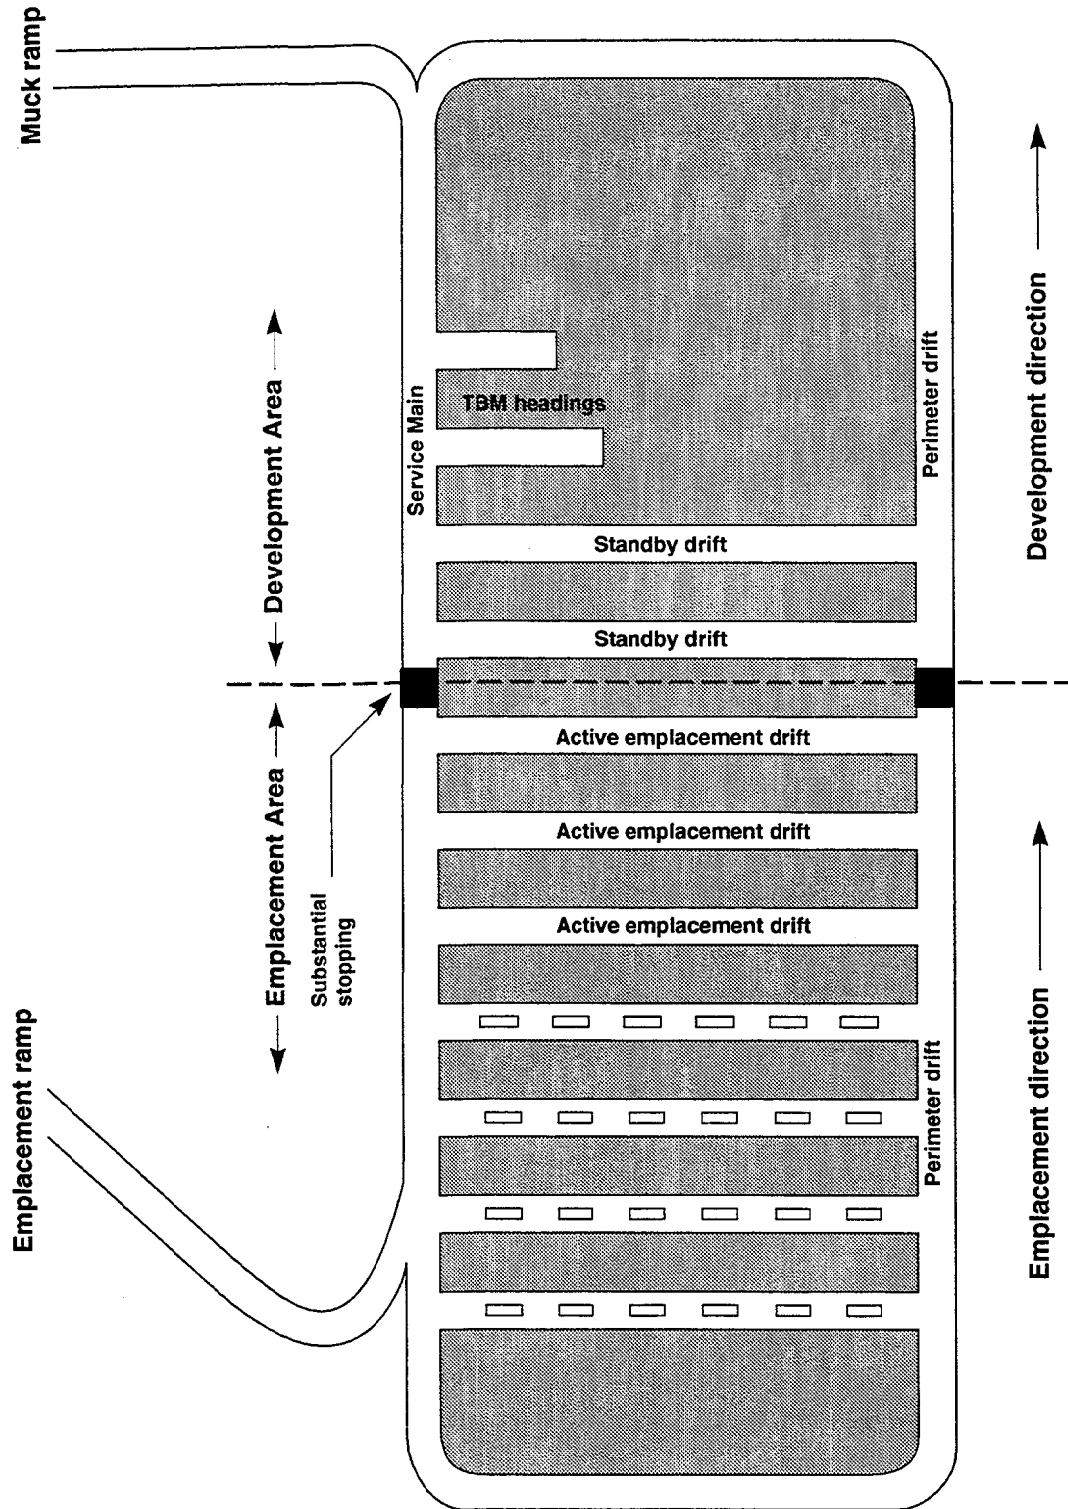 Muck ramp
Development Area
Service Main
TBM headings
Perimeter drift
Development direction
Standby drift
Standby drift
Active emplacement drift
Emplacement Area
Substantial
stopping
Active emplacement drift
Active emplacement drift
Emplacement ramp
Perimeter drift
Emplacement direction